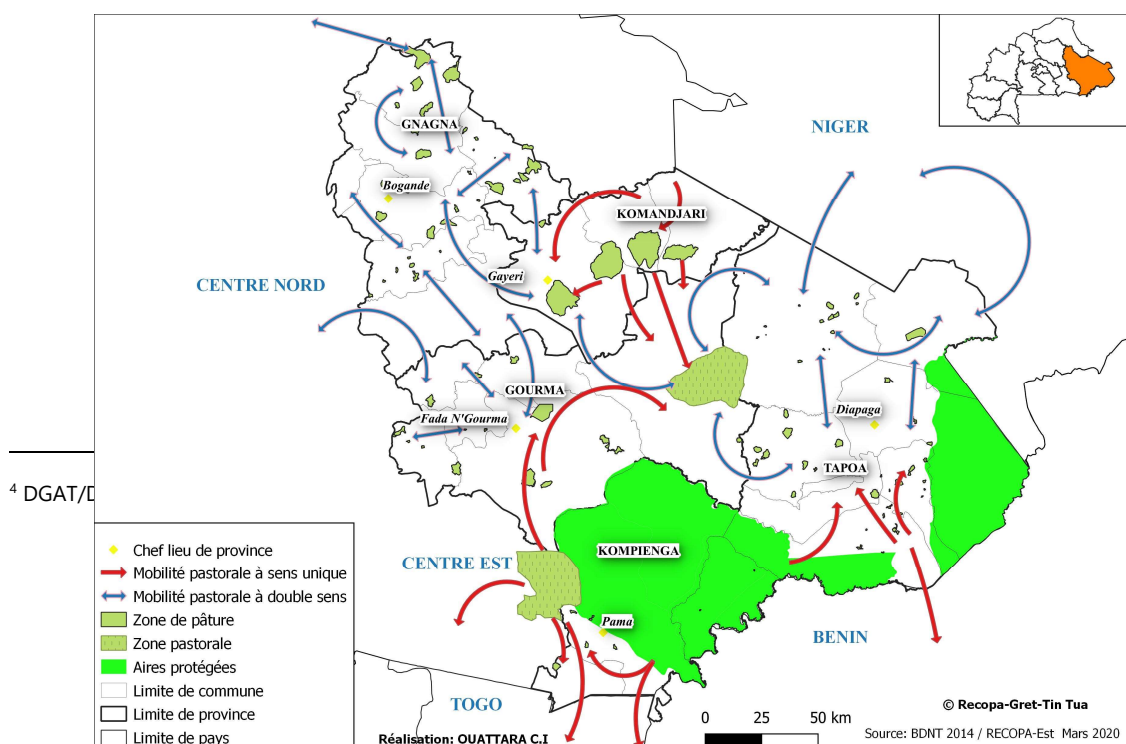 NIGER
GNAGNA
Bogande
KOMANDJARI
Gayeri
CENTRE NORD
GOURMA
Fada N'Gourma
Diapaga
TAPOA
⁴ DGAT/D
KOMPIENGA
CENTRE EST
Pama
BENIN
TOGO
Chef lieu de province
Mobilité pastorale à sens unique
Mobilité pastorale à double sens
Zone de pâture
Zone pastorale
Aires protégées
Limite de commune
Limite de province
Limite de pays
© Recopa-Gret-Tin Tua
0 25 50 km
Réalisation: OUATTARA C.I
Source: BDNT 2014 / RECOPA-Est Mars 2020